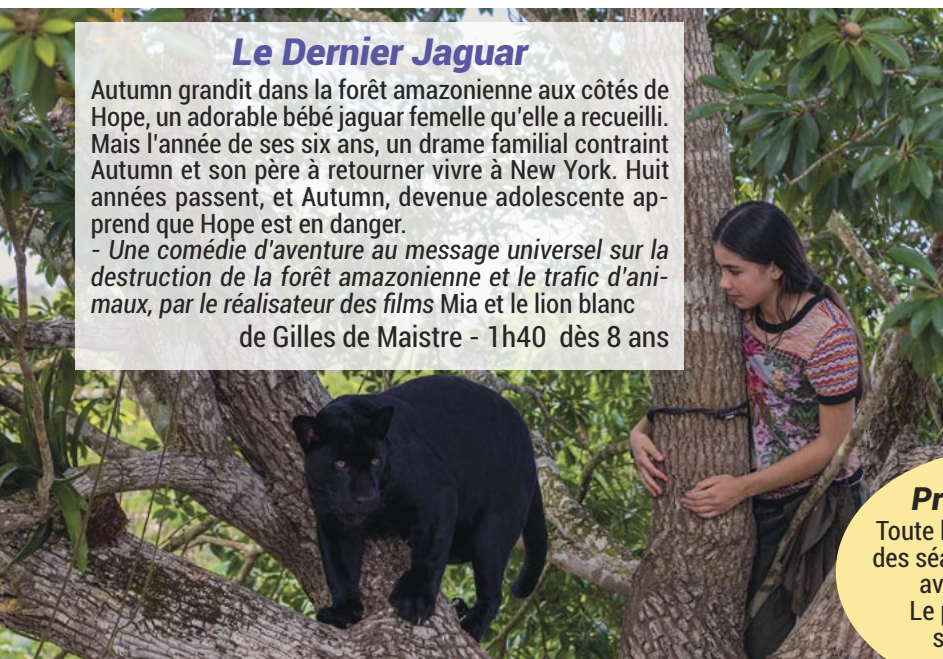 Le Dernier Jaguar
Autumn grandit dans la forêt amazonienne aux côtés de
Hope, un adorable bébé jaguar femelle qu'elle a recueilli.
Mais l'année de ses six ans, un drame familial contraint
Autumn et son père à retourner vivre à New York. Huit
années passent, et Autumn, devenue adolescente ap-
prend que Hope est en danger.
- Une comédie d'aventure au message universel sur la
destruction de la forêt amazonienne et le trafic d'ani-
maux, par le réalisateur des films Mia et le lion blanc
de Gilles de Maistre - 1h40 dès 8 ans
Toute
Le